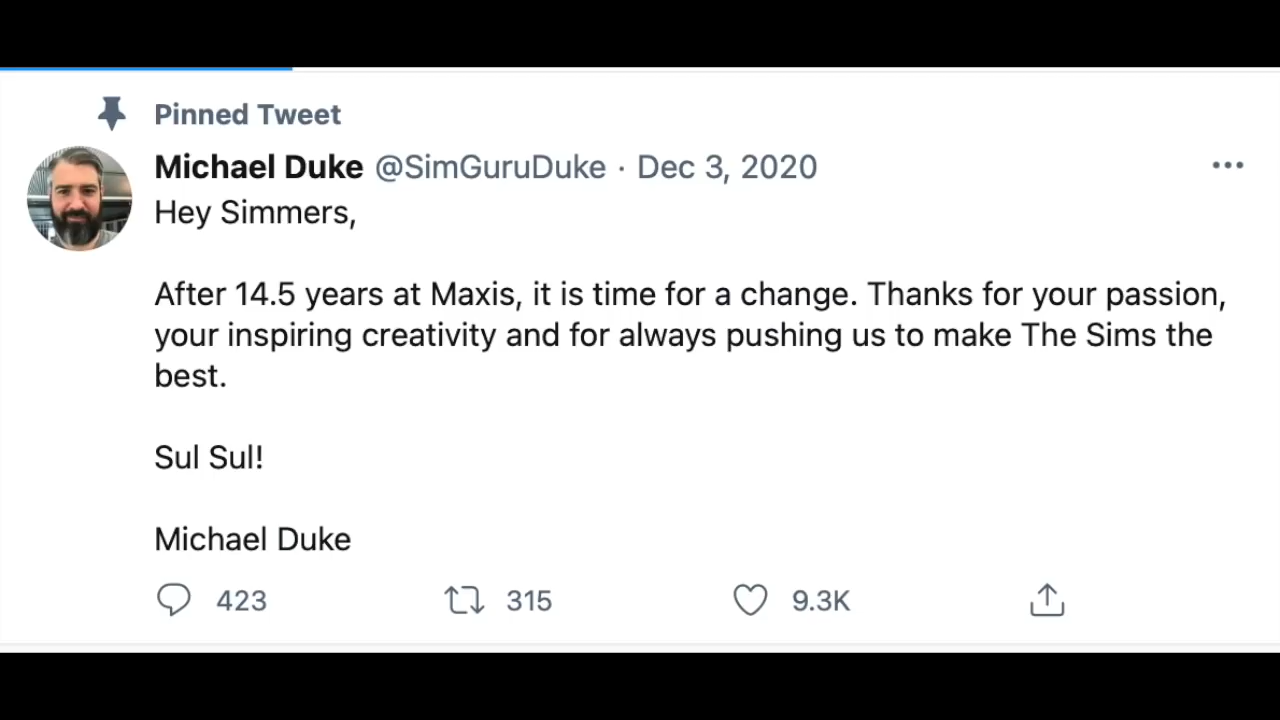 Pinned Tweet
Michael Duke @SimGuruDuke · Dec 3, 2020
Hey Simmers,
After 14.5 years at Maxis, it is time for a change. Thanks for your passion,
your inspiring creativity and for always pushing us to make The Sims the
best.
Sul Sul!
Michael Duke
423 315 9.3K